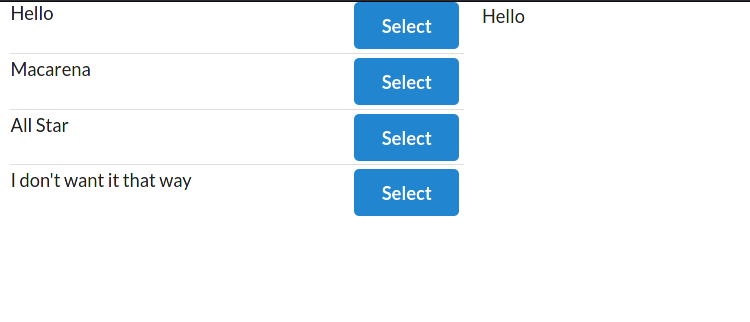 Hello
Select
Hello
Macarena
Select
All Star
Select
I don't want it that way
Select